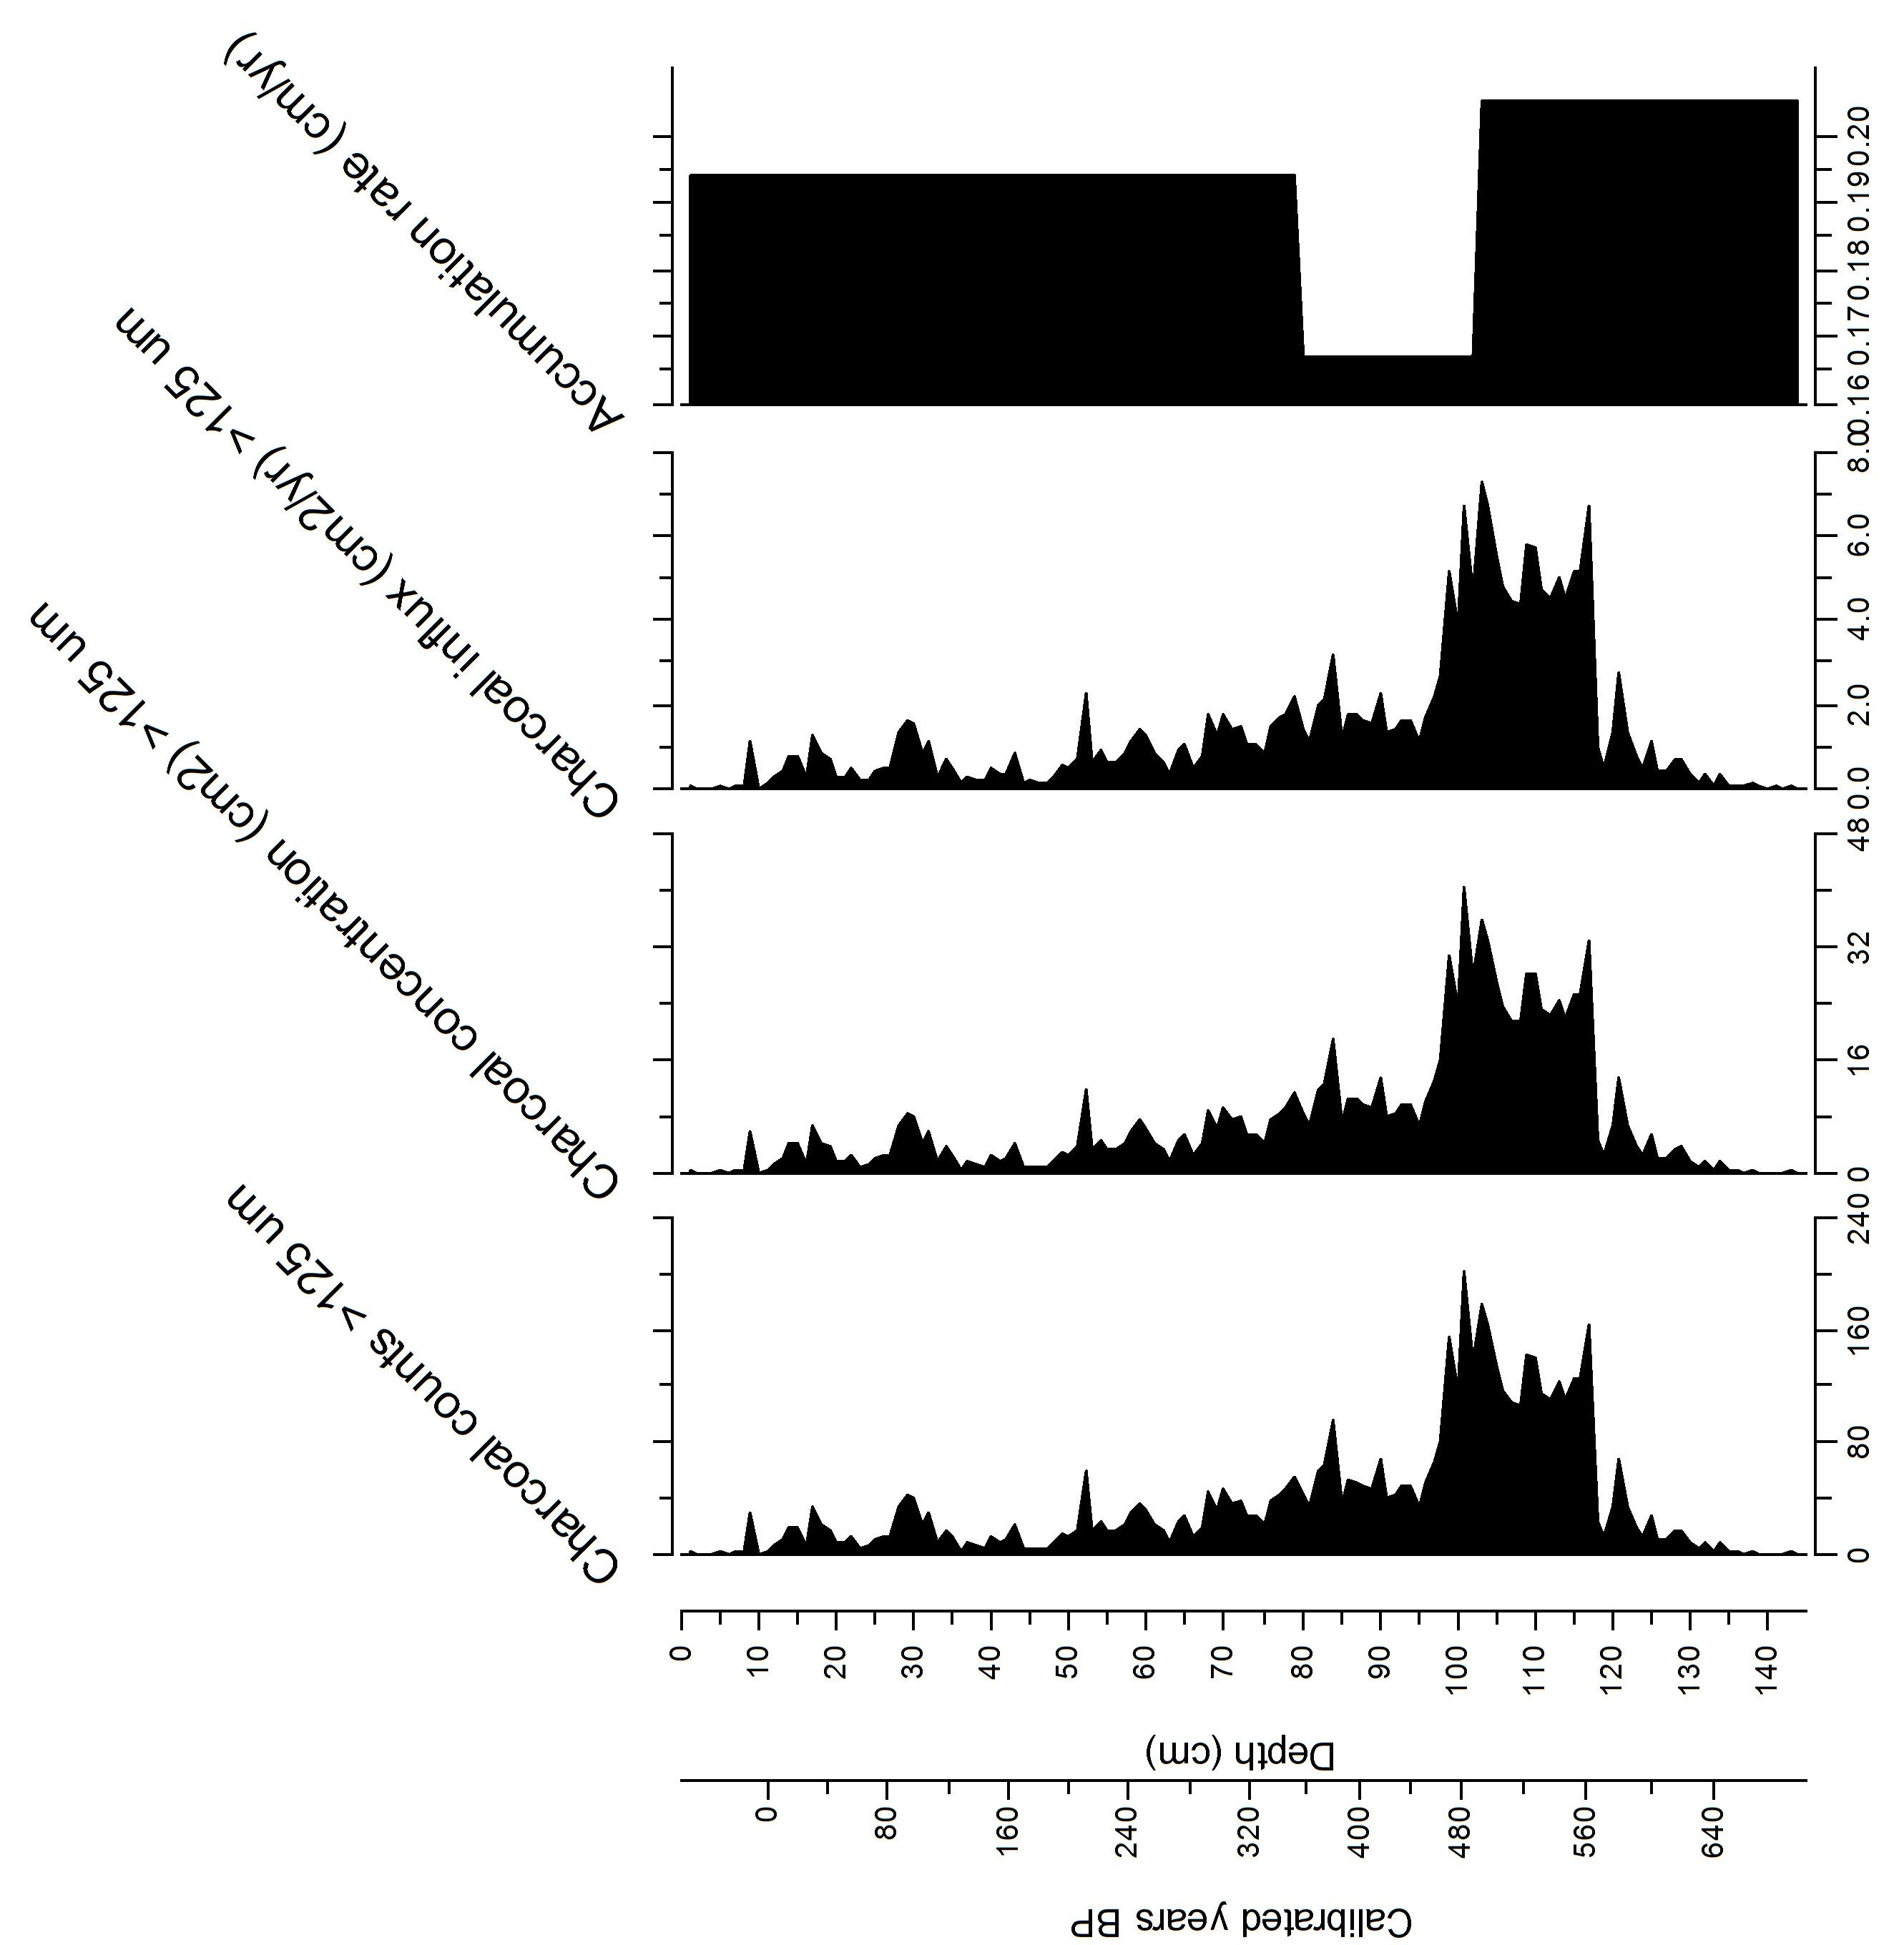 Accumulation rate (cm/yr)
Charcoal influx (cm2/yr) >125 um
Charcoal concentration (cm2) >125 um
Charcoal counts >125 um
0.16 0.17 0.18 0.19 0.20
0.0 2.0 4.0 6.0 8.0
0 16 32 48
0 80 160 240
0 10 20 30 40 50 60 70 80 90 100 110 120 130 140
Depth (cm)
0 80 160 240 320 400 480 560 640
Calibrated years BP